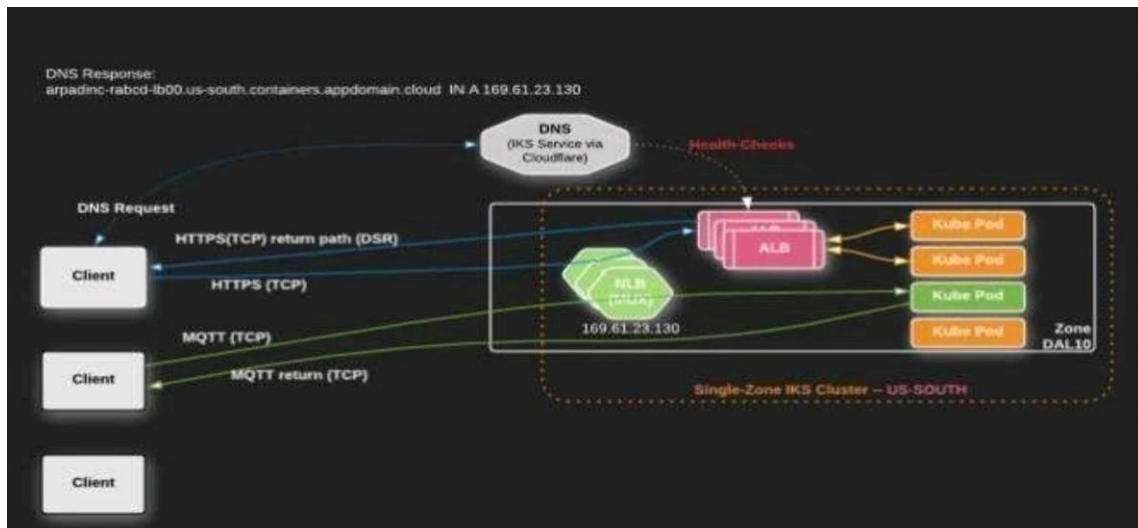 DNS Response:
arpadinc-rabcd-lb00.us-south.containers.appdomain.cloud IN A 169.61.23.130
DNS
(IKS Service via
Cloudflare)
Health Checks
DNS Request
HTTPS(TCP) return path (DSR)
Client
HTTPS (TCP)
ALB
Kube Pod
Kube Pod
NLB
(MUX)
Kube Pod
169.61.23.130
Kube Pod
Zone
DAL10
MQTT (TCP)
MQTT return (TCP)
Client
Single-Zone IKS Cluster -- US-SOUTH
Client